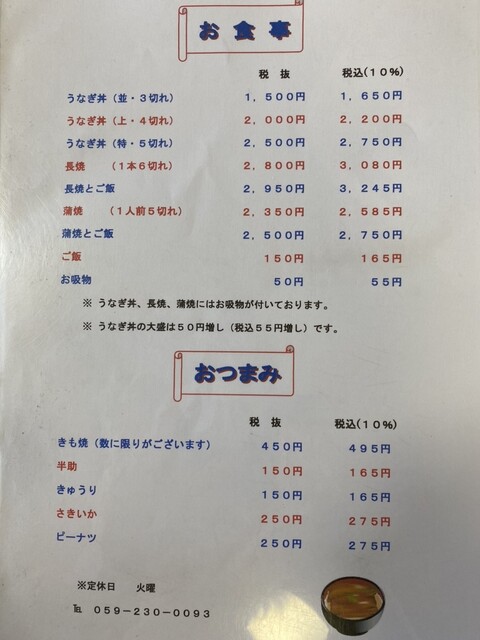 お食事
税 抜 税込(10%)
うなぎ丼(並・3切れ) 1,500円 1,650円
うなぎ丼(上・4切れ) 2,000円 2,200円
うなぎ丼(特・5切れ) 2,500円 2,750円
長焼 (1本6切れ) 2,800円 3,080円
長焼とご飯 2,950円 3,245円
蒲焼 (1人前5切れ) 2,350円 2,585円
蒲焼とご飯 2,500円 2,750円
ご飯 150円 165円
お吸物 50円 55円
※ うなぎ丼、長焼、蒲焼にはお吸物が付いております。
※ うなぎ丼の大盛は50円増し(税込55円増し)です。
おつまみ
税 抜 税込(10%)
きも焼(数に限りがございます) 450円 495円
半助 150円 165円
きゅうり 150円 165円
さきいか 250円 275円
ピーナツ 250円 275円
※定休日 火曜
℡ 059-230-0093